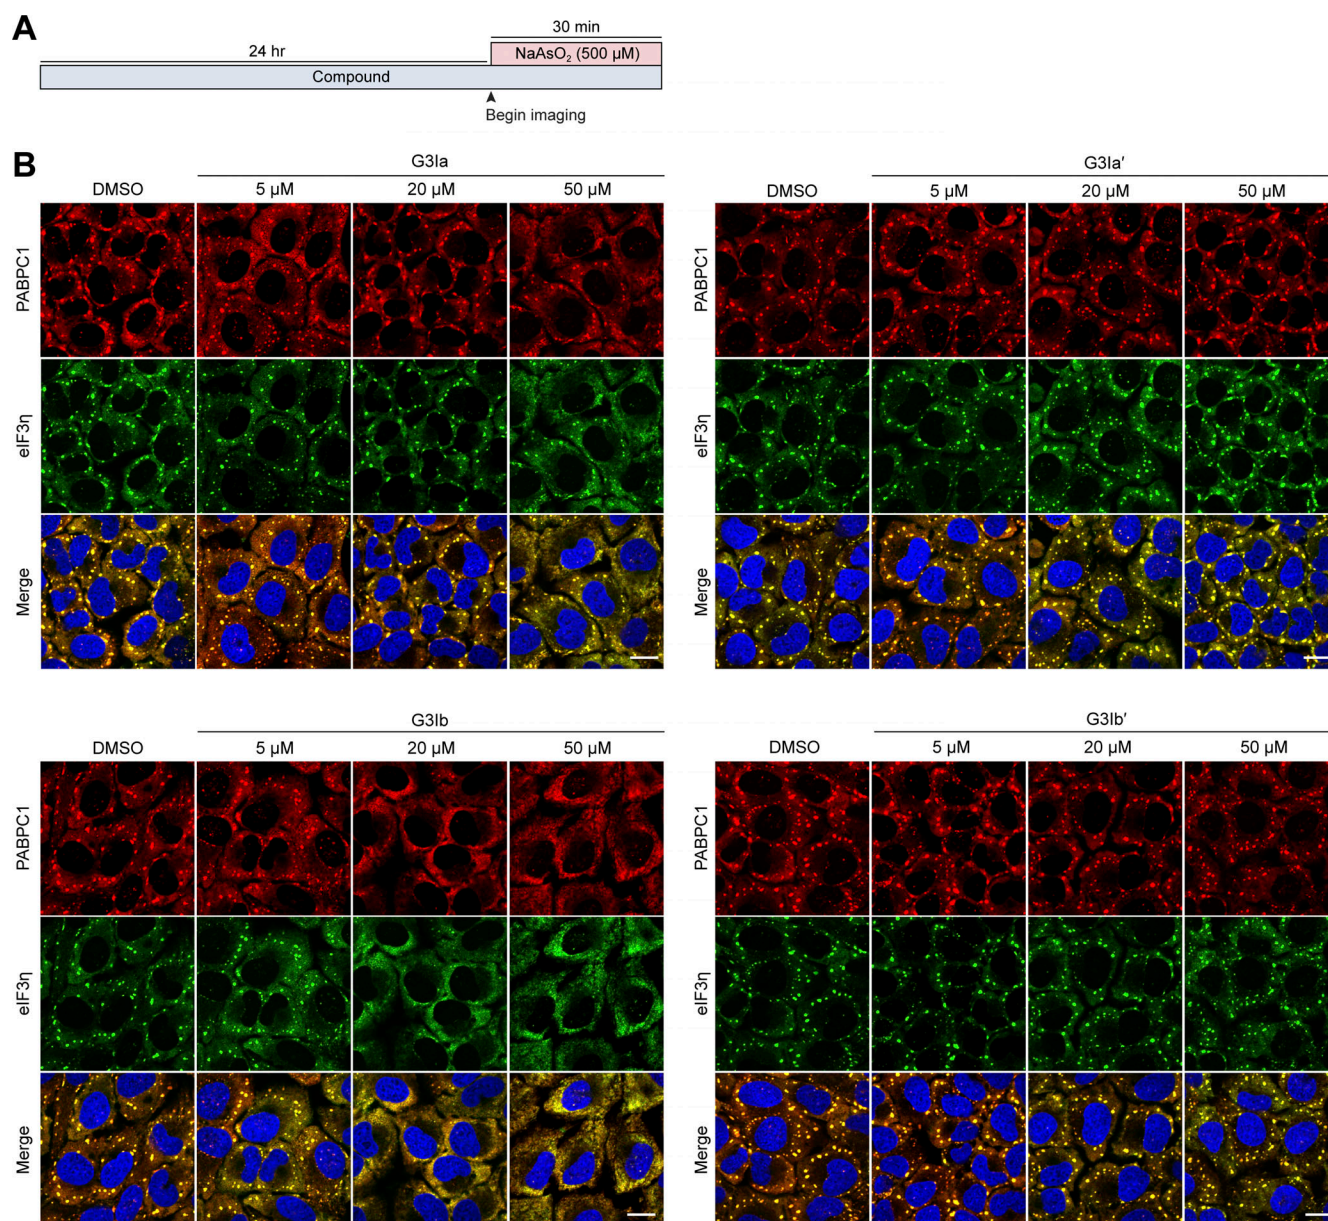 A
30 min
24 hr
NaAsO₂ (500 µM)
Compound
Begin imaging
B
G3Ia
DMSO 5 µM 20 µM 50 µM
PABPC1
eIF3η
Merge
G3Ia′
DMSO 5 µM 20 µM 50 µM
PABPC1
eIF3η
Merge
G3Ib
DMSO 5 µM 20 µM 50 µM
PABPC1
eIF3η
Merge
G3Ib′
DMSO 5 µM 20 µM 50 µM
PABPC1
eIF3η
Merge